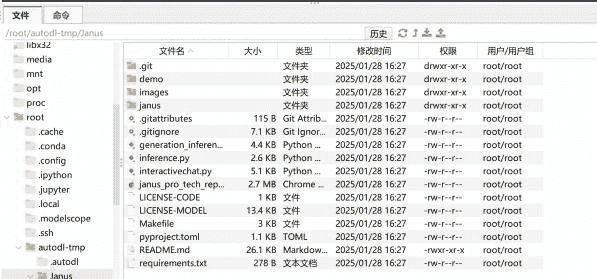 文件 命令
/root/autodl-tmp/Janus 历史
文件名 大小 类型 修改时间 权限 用户/用户组
libx32
media
mnt
opt
proc
root
.cache
.conda
.config
.ipython
.jupyter
.local
.modelscope
.ssh
autodl-tmp
.autodl
Janus
.git 文件夹 2025/01/28 16:27 drwxr-xr-x root/root
demo 文件夹 2025/01/28 16:27 drwxr-xr-x root/root
images 文件夹 2025/01/28 16:27 drwxr-xr-x root/root
janus 文件夹 2025/01/28 16:27 drwxr-xr-x root/root
.gitattributes 115 B Git Attrib... 2025/01/28 16:27 -rw-r--r-- root/root
.gitignore 7.1 KB Git Ignor... 2025/01/28 16:27 -rw-r--r-- root/root
generation_inferen... 4.4 KB Python ... 2025/01/28 16:27 -rw-r--r-- root/root
inference.py 2.6 KB Python ... 2025/01/28 16:27 -rw-r--r-- root/root
interactivechat.py 5.1 KB Python ... 2025/01/28 16:27 -rw-r--r-- root/root
janus_pro_tech_rep... 2.7 MB Chrome ... 2025/01/28 16:27 -rw-r--r-- root/root
LICENSE-CODE 1 KB 文件 2025/01/28 16:27 -rw-r--r-- root/root
LICENSE-MODEL 13.4 KB 文件 2025/01/28 16:27 -rw-r--r-- root/root
Makefile 3 KB 文件 2025/01/28 16:27 -rw-r--r-- root/root
pyproject.toml 1.1 KB TOML 2025/01/28 16:27 -rw-r--r-- root/root
README.md 26.1 KB Markdow... 2025/01/28 16:27 -rwxr-xr-x root/root
requirements.txt 278 B 文本文档 2025/01/28 16:27 -rw-r--r-- root/root